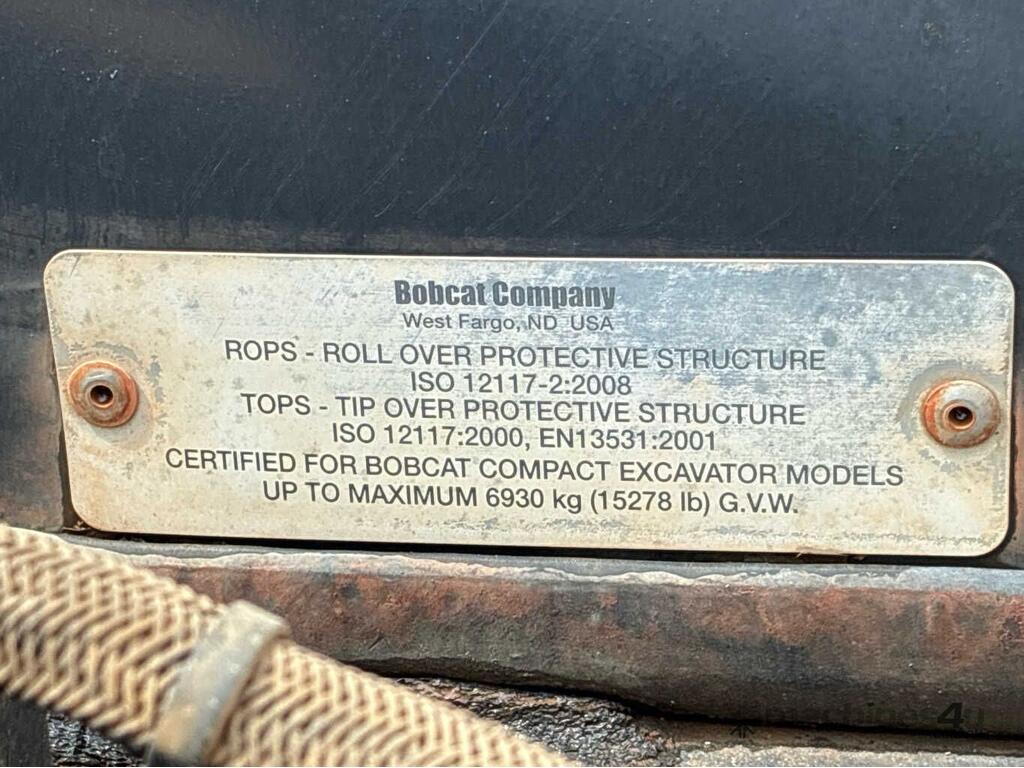 Bobcat Company
West Fargo, ND USA
ROPS - ROLL OVER PROTECTIVE STRUCTURE
ISO 12117-2:2008
TOPS - TIP OVER PROTECTIVE STRUCTURE
ISO 12117:2000, EN13531:2001
CERTIFIED FOR BOBCAT COMPACT EXCAVATOR MODELS
UP TO MAXIMUM 6930 kg (15278 lb) G.V.W.
machines4u